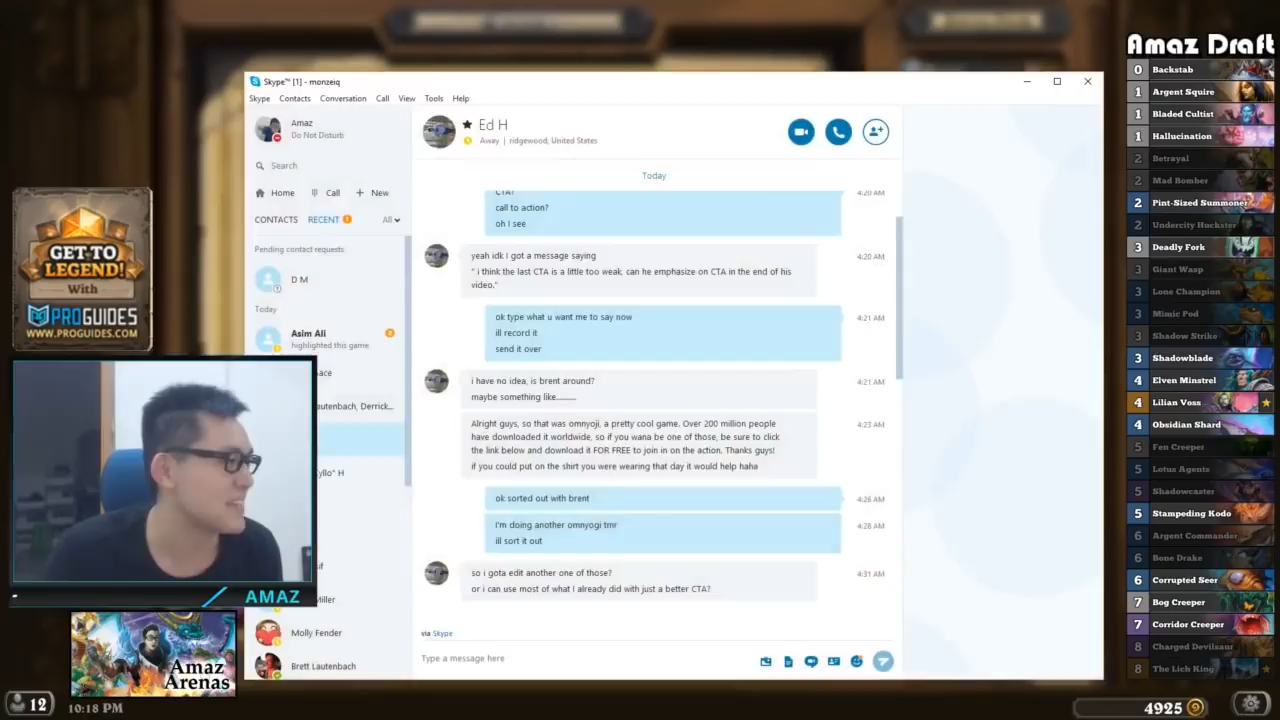 Skype™ [1] - monzeiq
Skype Contacts Conversation Call View Tools Help
Amaz
Do Not Disturb
Search
Home Call New
CONTACTS RECENT All
Pending contact requests
D M
Today
Asim Ali 2
highlighted this game
ace
autenbach, Derrick...
yllo" H
iller
Molly Fender
Brett Lautenbach
Ed H
Away | ridgewood, United States
Today
CTA? 4:20 AM
call to action?
oh I see
yeah idk I got a message saying 4:20 AM
" i think the last CTA is a little too weak, can he emphasize on CTA in the end of his
video."
ok type what u want me to say now 4:21 AM
ill record it
send it over
i have no idea, is brent around? 4:21 AM
maybe something like..........
Alright guys, so that was omnyoji, a pretty cool game. Over 200 million people 4:23 AM
have downloaded it worldwide, so if you wana be one of those, be sure to click
the link below and download it FOR FREE to join in on the action. Thanks guys!
if you could put on the shirt you were wearing that day it would help haha
ok sorted out with brent 4:26 AM
I'm doing another omnyogi tmr 4:28 AM
ill sort it out
so i gota edit another one of those? 4:31 AM
or i can use most of what I already did with just a better CTA?
via Skype
Type a message here
GET TO
LEGEND!
With
PROGUIDES
WWW.PROGUIDES.COM
AMAZ
Amaz
Arenas
12
10:18 PM
Amaz Draft
0 Backstab
1 Argent Squire
1 Bladed Cultist
1 Hallucination
2 Betrayal
2 Mad Bomber
2 Pint-Sized Summoner
2 Undercity Huckster
3 Deadly Fork
3 Giant Wasp
3 Lone Champion
3 Mimic Pod
3 Shadow Strike
3 Shadowblade
4 Elven Minstrel
4 Lilian Voss
4 Obsidian Shard
5 Fen Creeper
5 Lotus Agents
5 Shadowcaster
5 Stampeding Kodo
6 Argent Commander
6 Bone Drake
6 Corrupted Seer
7 Bog Creeper
7 Corridor Creeper
8 Charged Devilsaur
8 The Lich King
4925